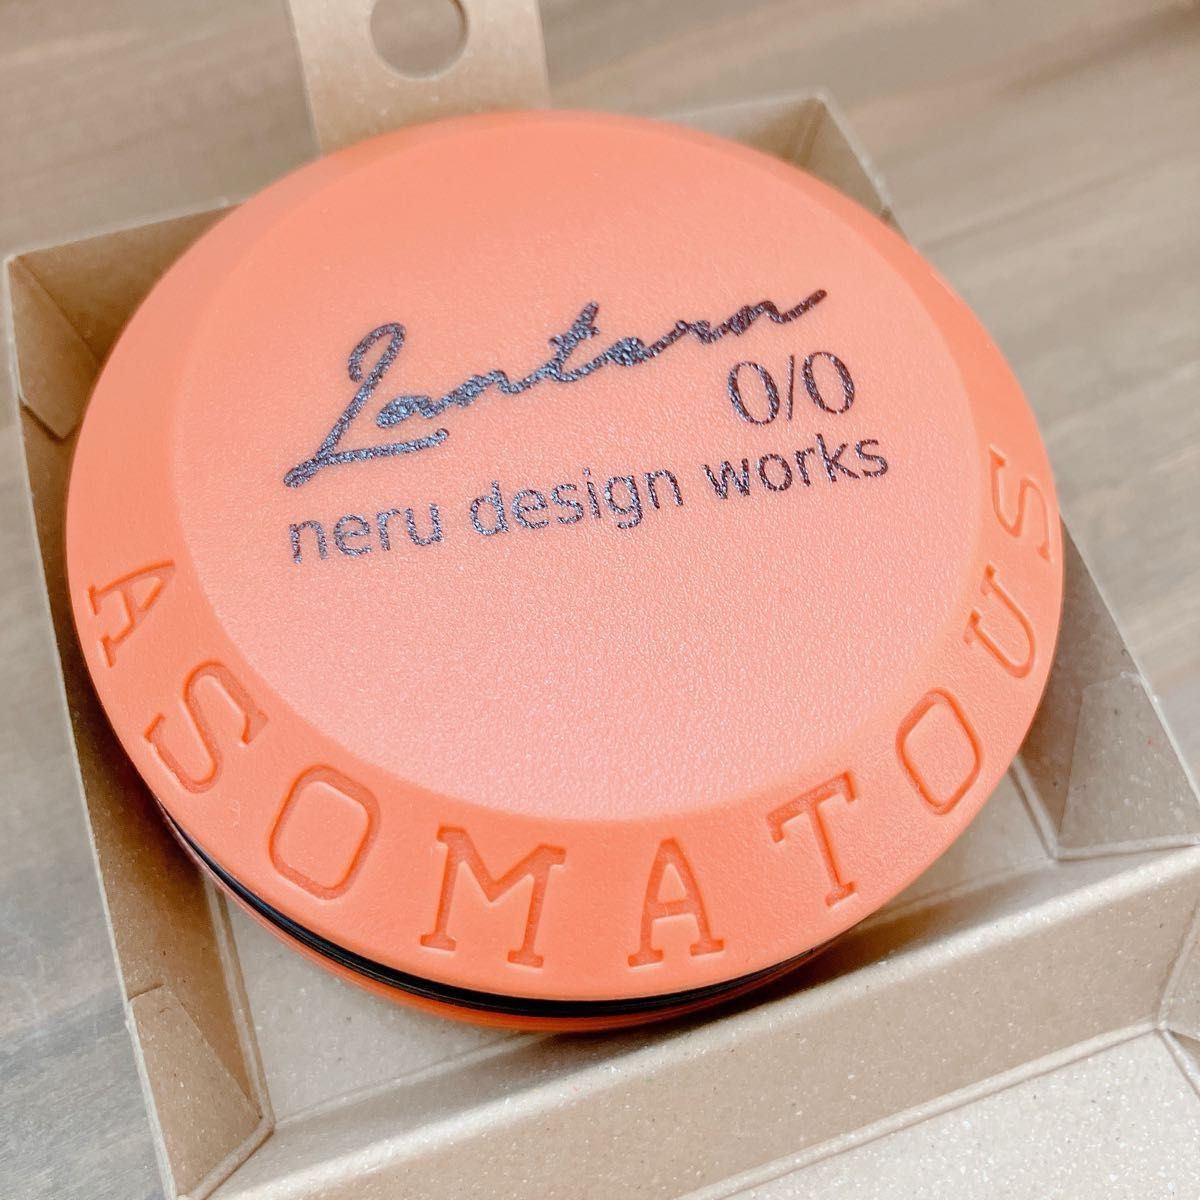 Lantern
0/0
neru design works
ASOMATOUS